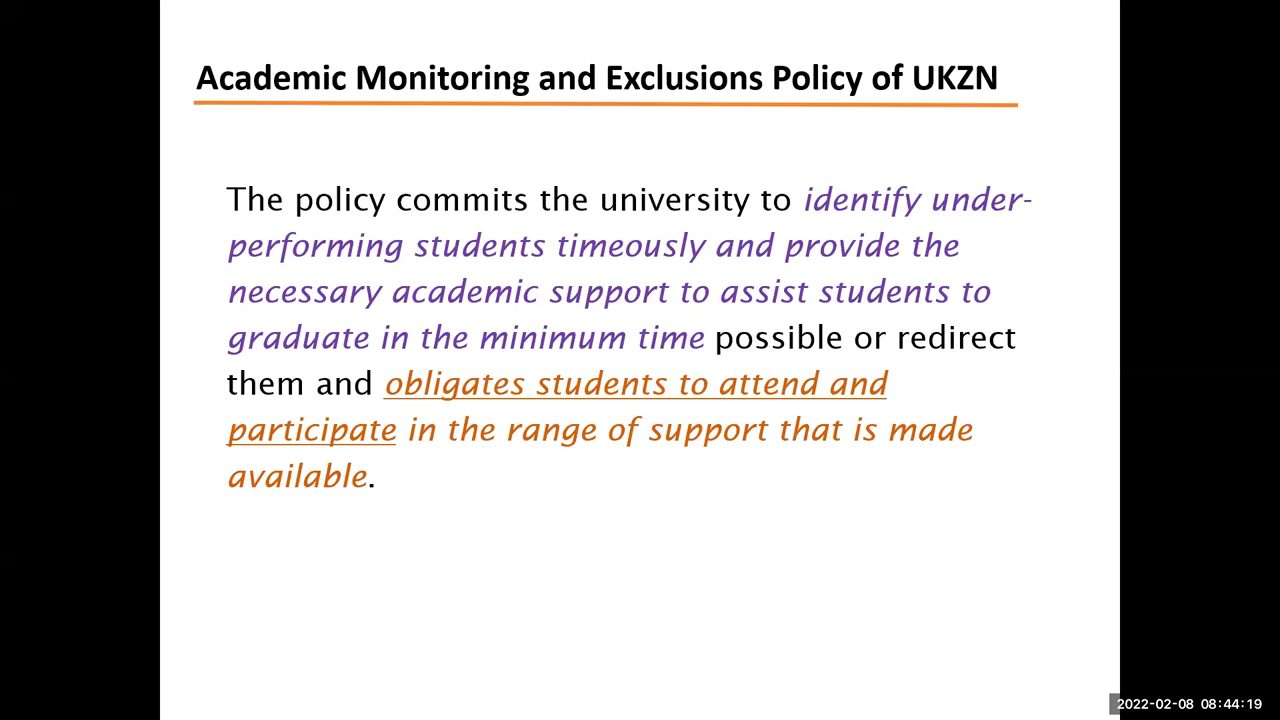 Academic Monitoring and Exclusions Policy of UKZN
The policy commits the university to identify under-
performing students timeously and provide the
necessary academic support to assist students to
graduate in the minimum time possible or redirect
them and obligates students to attend and
participate in the range of support that is made
available.
2022-02-08 08:44:19